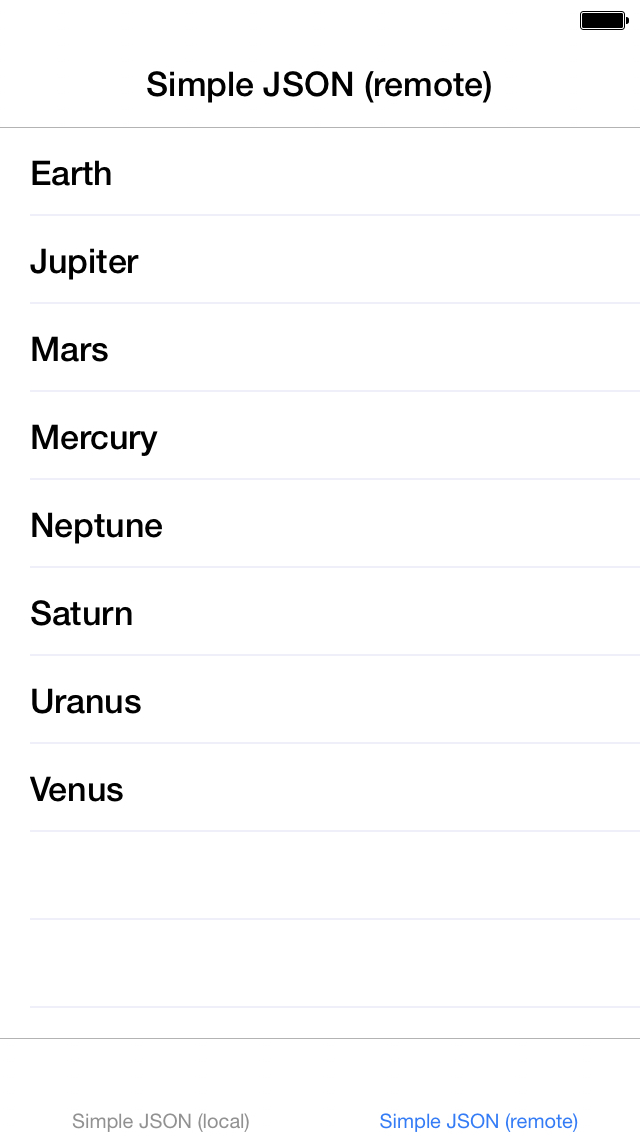 Simple JSON (remote)
Earth
Jupiter
Mars
Mercury
Neptune
Saturn
Uranus
Venus
Simple JSON (local)
Simple JSON (remote)